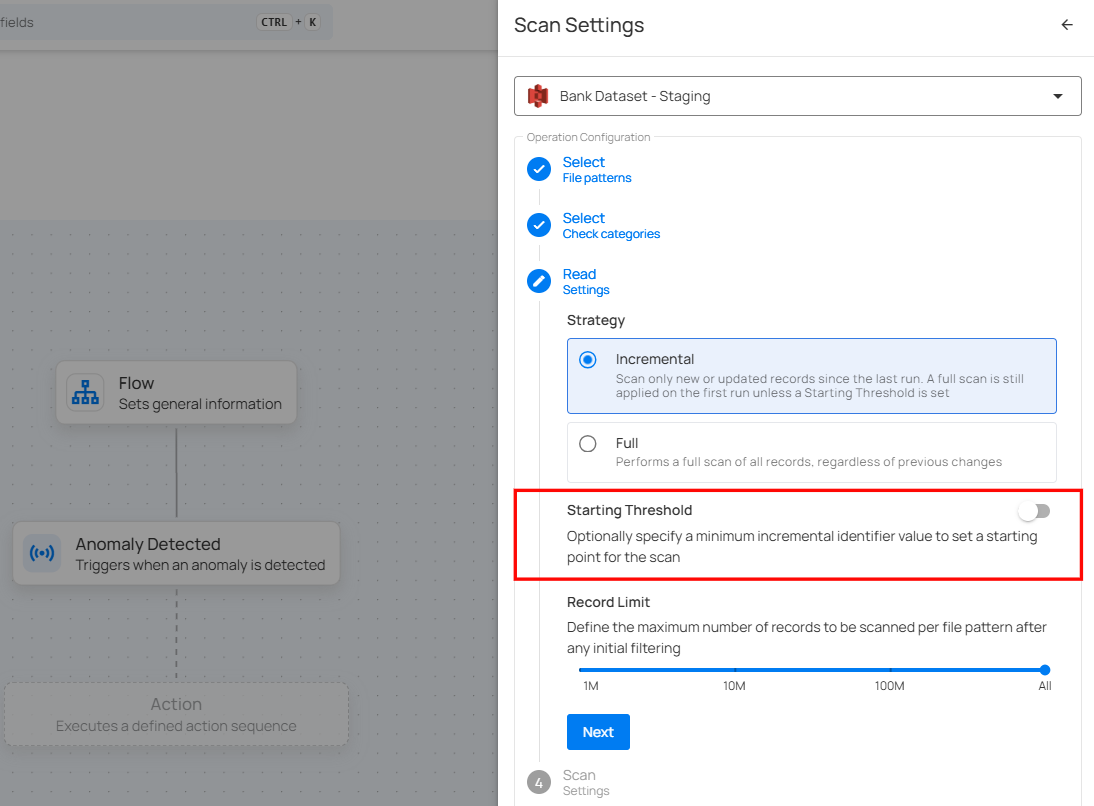 fields
CTRL + K
Flow
Sets general information
Anomaly Detected
Triggers when an anomaly is detected
Action
Executes a defined action sequence
Scan Settings
Bank Dataset - Staging
Operation Configuration
Select
File patterns
Select
Check categories
Read
Settings
Strategy
Incremental
Scan only new or updated records since the last run. A full scan is still
applied on the first run unless a Starting Threshold is set
Full
Performs a full scan of all records, regardless of previous changes
Starting Threshold
Optionally specify a minimum incremental identifier value to set a starting
point for the scan
Record Limit
Define the maximum number of records to be scanned per file pattern after
any initial filtering
1M 10M 100M All
Next
4 Scan
Settings